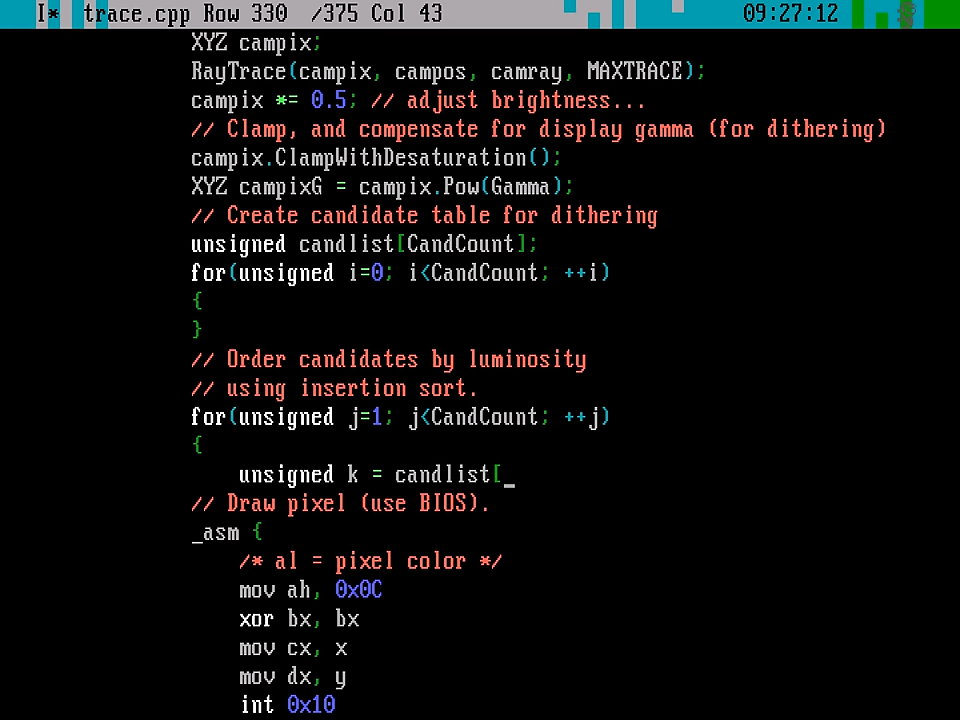 I* trace.cpp Row 330 /375 Col 43 09:27:12
XYZ campix;
RayTrace(campix, campos, camray, MAXTRACE);
campix *= 0.5; // adjust brightness...
// Clamp, and compensate for display gamma (for dithering)
campix.ClampWithDesaturation();
XYZ campixG = campix.Pow(Gamma);
// Create candidate table for dithering
unsigned candlist[CandCount];
for(unsigned i=0; i<CandCount; ++i)
{
}
// Order candidates by luminosity
// using insertion sort.
for(unsigned j=1; j<CandCount; ++j)
{
unsigned k = candlist[_
// Draw pixel (use BIOS).
_asm {
/* al = pixel color */
mov ah, 0x0C
xor bx, bx
mov cx, x
mov dx, y
int 0x10